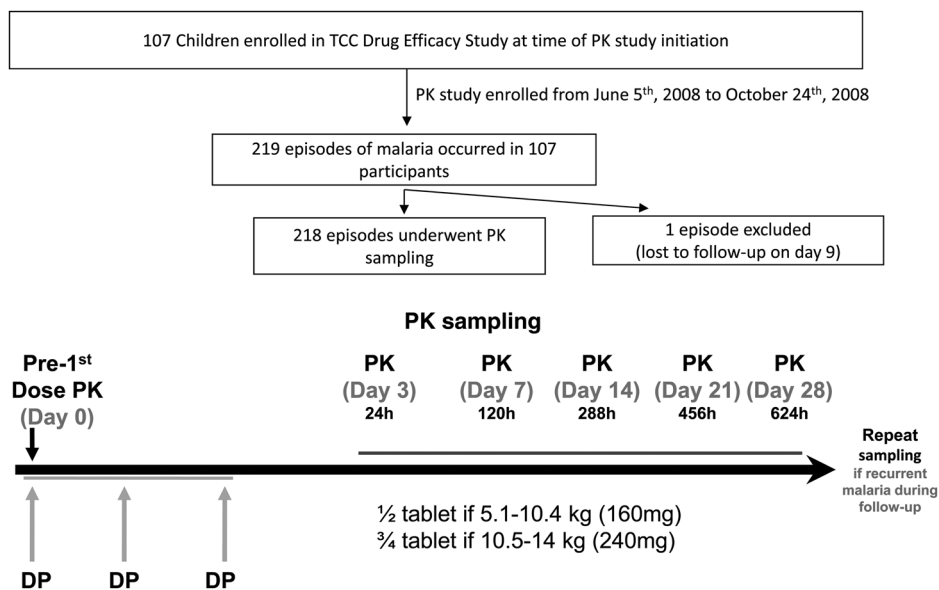 107 Children enrolled in TCC Drug Efficacy Study at time of PK study initiation
PK study enrolled from June 5th, 2008 to October 24th, 2008
219 episodes of malaria occurred in 107
participants
218 episodes underwent PK
sampling
1 episode excluded
(lost to follow-up on day 9)
PK sampling
Pre-1st
Dose PK
(Day 0)
PK
(Day 3)
24h
PK
(Day 7)
120h
PK
(Day 14)
288h
PK
(Day 21)
456h
PK
(Day 28)
624h
Repeat
sampling
if recurrent
malaria during
follow-up
½ tablet if 5.1-10.4 kg (160mg)
¾ tablet if 10.5-14 kg (240mg)
DP
DP
DP